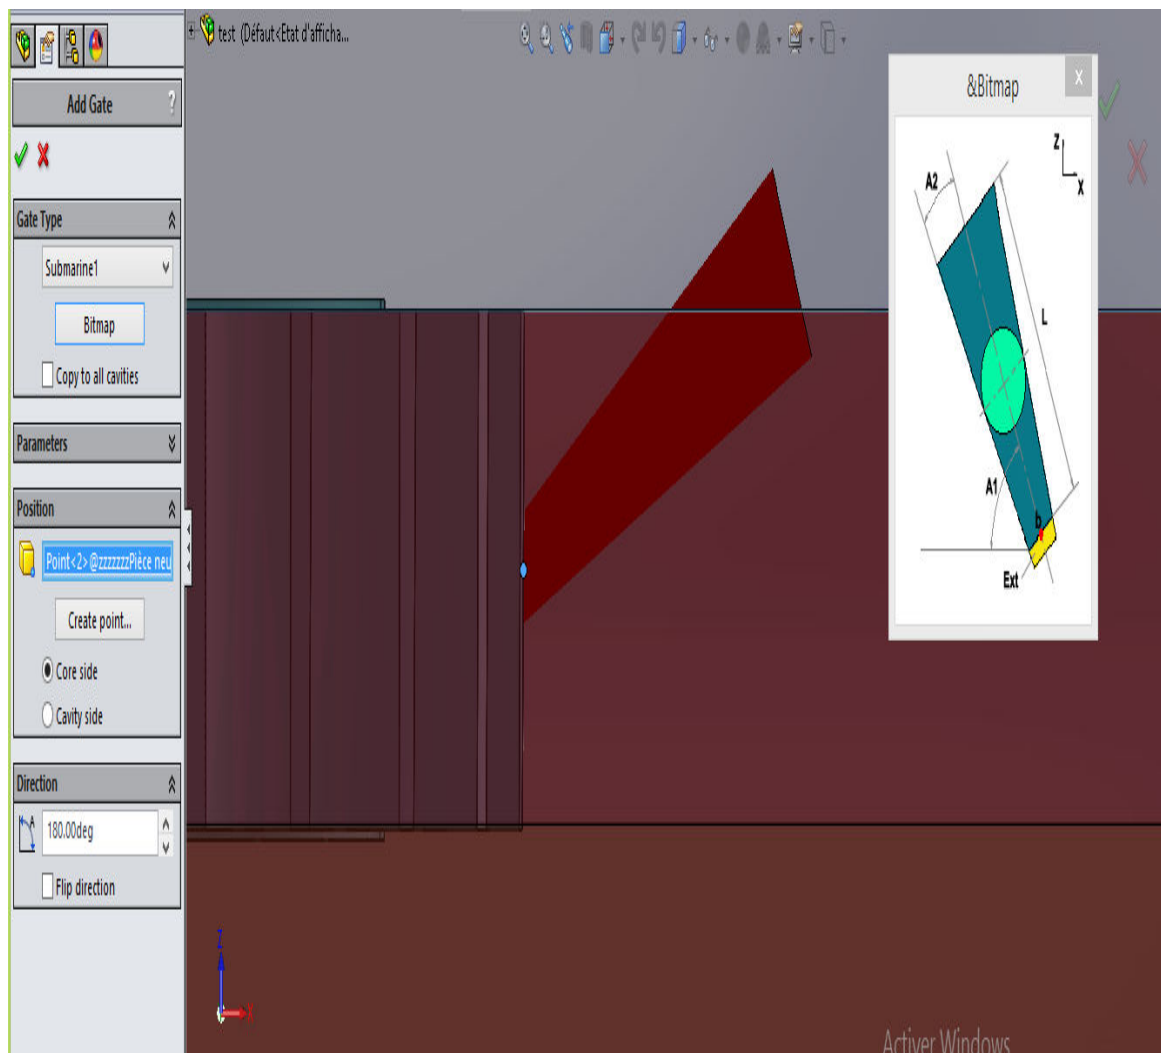 test (Défaut<Etat d'afficha...
Add Gate
?
Gate Type
Submarine1
Bitmap
Copy to all cavities
Parameters
Position
Point<2>@zzzzzzzPièce neu
Create point...
Core side
Cavity side
Direction
A
180.00deg
Flip direction
&Bitmap
x
Z
X
A2
L
A1
b
Ext
Z
X
Activer Windows